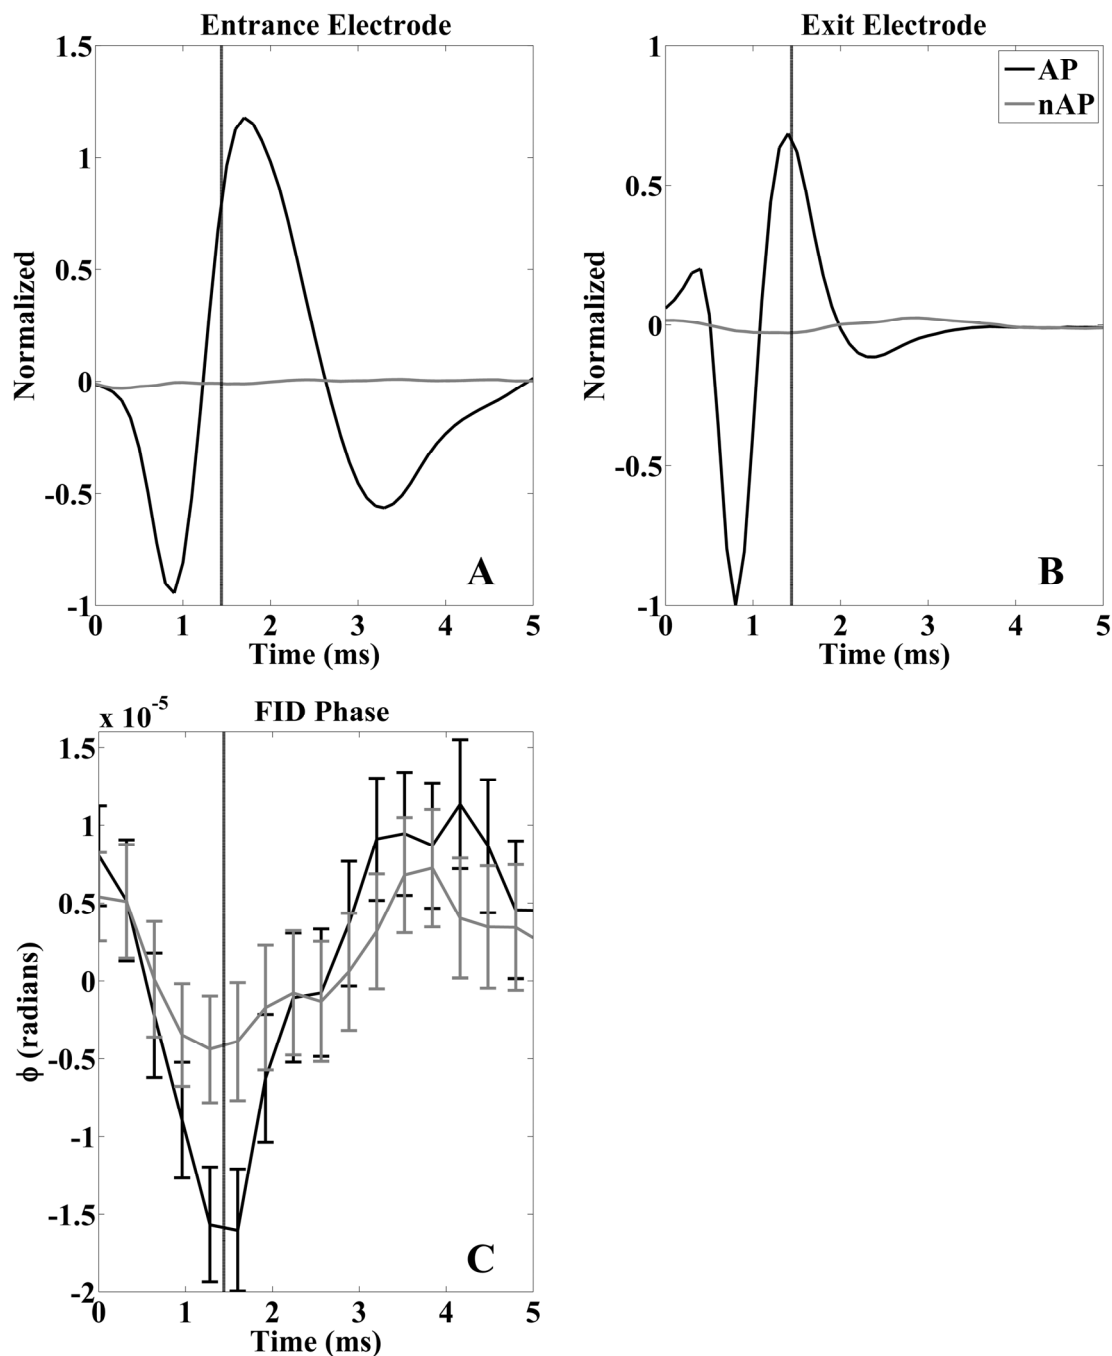 Entrance Electrode
1.5
1
0.5
0
-0.5
-1
Normalized
A
0 1 2 3 4 5
Time (ms)
Exit Electrode
AP
nAP
1
0.5
0
-0.5
-1
Normalized
B
0 1 2 3 4 5
Time (ms)
x 10^-5
FID Phase
1.5
1
0.5
0
-0.5
-1
-1.5
-2
ϕ (radians)
C
0 1 2 3 4 5
Time (ms)